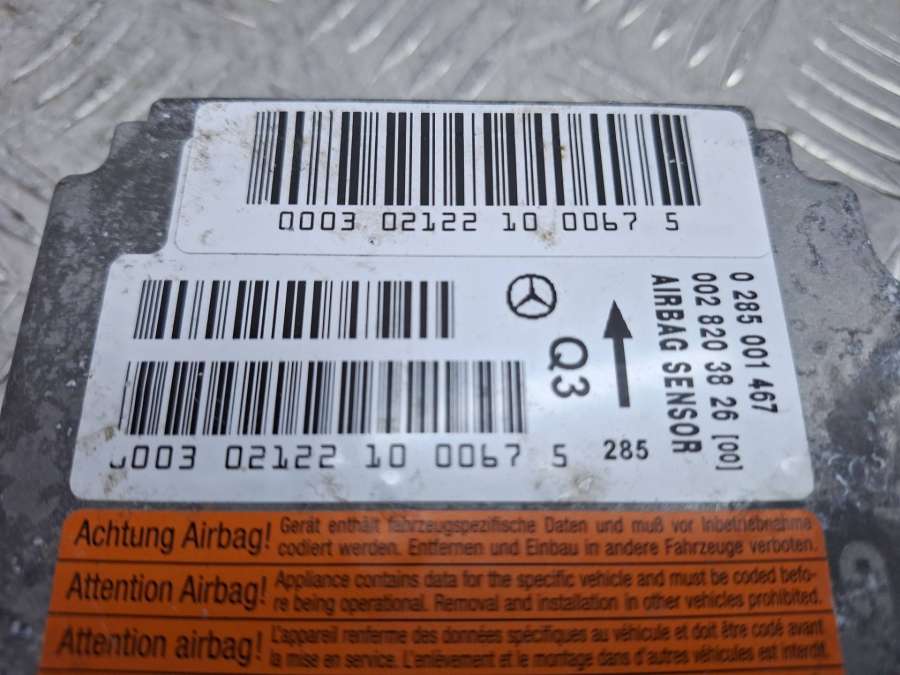 0003 02122 10 0067 5
0 285 001 467
002 820 38 26 [00]
AIRBAG SENSOR
Q3
285
0003 02122 10 0067 5
Achtung Airbag! Gerät enthält fahrzeugspezifische Daten und muß vor Inbetriebnahme
codiert werden. Entfernen und Einbau in andere Fahrzeuge verboten.
Attention Airbag! Appliance contains data for the specific vehicle and must be coded befo-
re being operational. Removal and installation in other vehicles prohibited.
Attention airbag! L'appareil renferme des données spécifiques au véhicule et doit être codé avant
la mise en service. L'enlèvement et le montage dans d'autres véhicules est interdit.